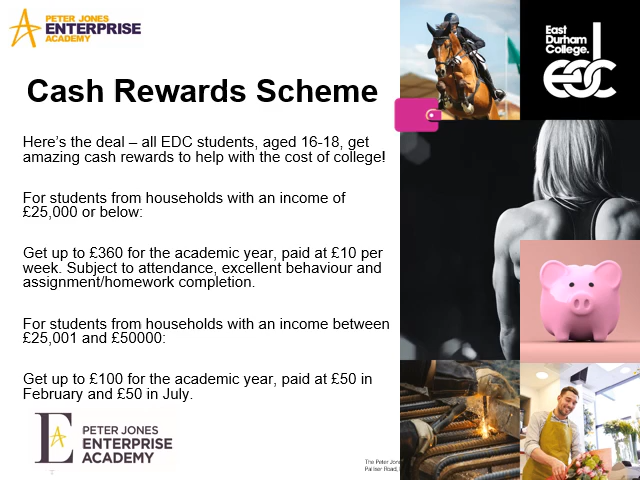 PETER JONES
ENTERPRISE
ACADEMY
East
Durham
College.
edc
Cash Rewards Scheme
Here’s the deal – all EDC students, aged 16-18, get
amazing cash rewards to help with the cost of college!
For students from households with an income of
£25,000 or below:
Get up to £360 for the academic year, paid at £10 per
week. Subject to attendance, excellent behaviour and
assignment/homework completion.
For students from households with an income between
£25,001 and £50000:
Get up to £100 for the academic year, paid at £50 in
February and £50 in July.
E
PETER JONES
ENTERPRISE
ACADEMY
The Peter Jone
Road,